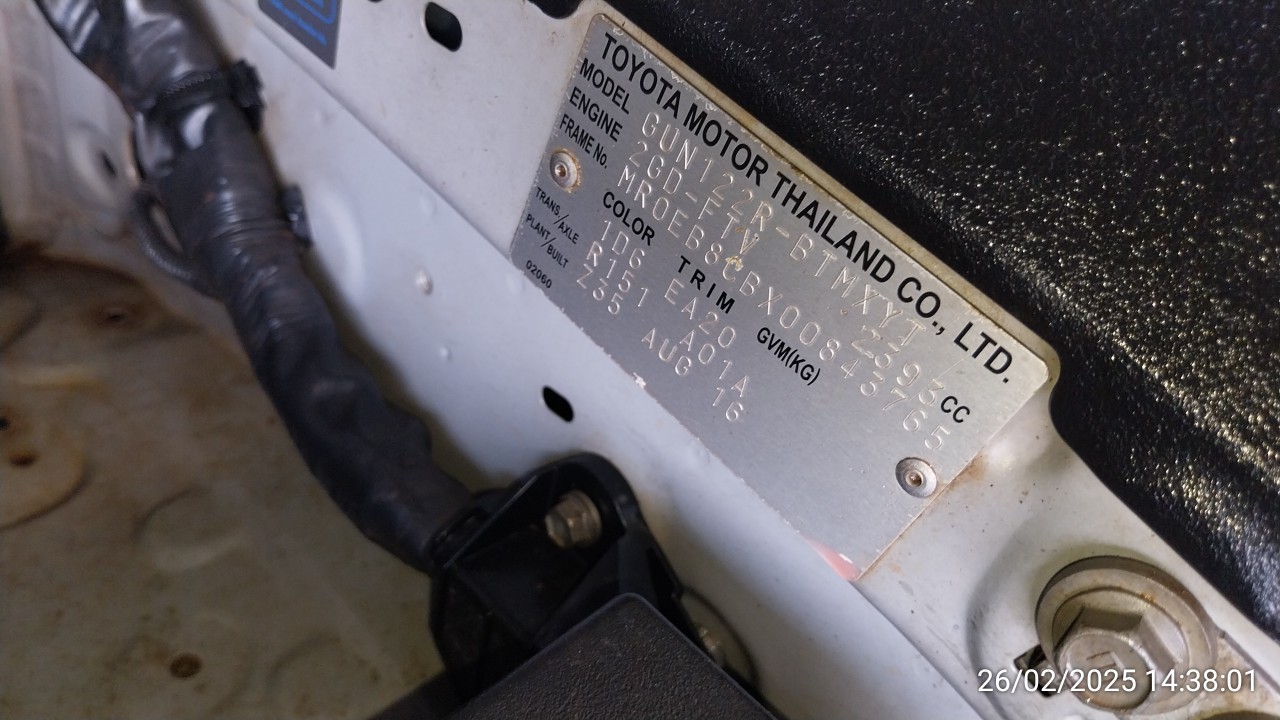 TOYOTA MOTOR THAILAND CO., LTD.
MODEL GUN122R-BTMXYT
ENGINE 2GD-FTV 2393 CC
FRAME No. MR0EB8CBX00843765
COLOR TRIM GVM(KG)
1D6 EA20
TRANS/AXLE R151 A01A
PLANT/BUILT Z35 AUG 16
02060
26/02/2025 14:38:01